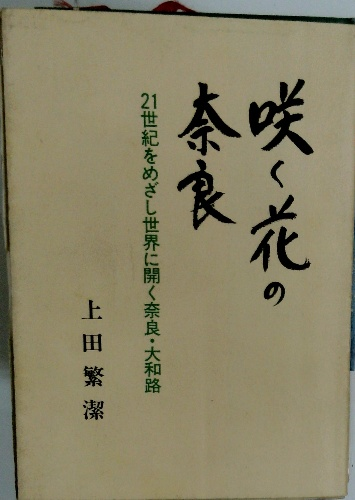 咲く花の
奈良
21世紀をめざし世界に開く奈良・大和路
上田繁潔